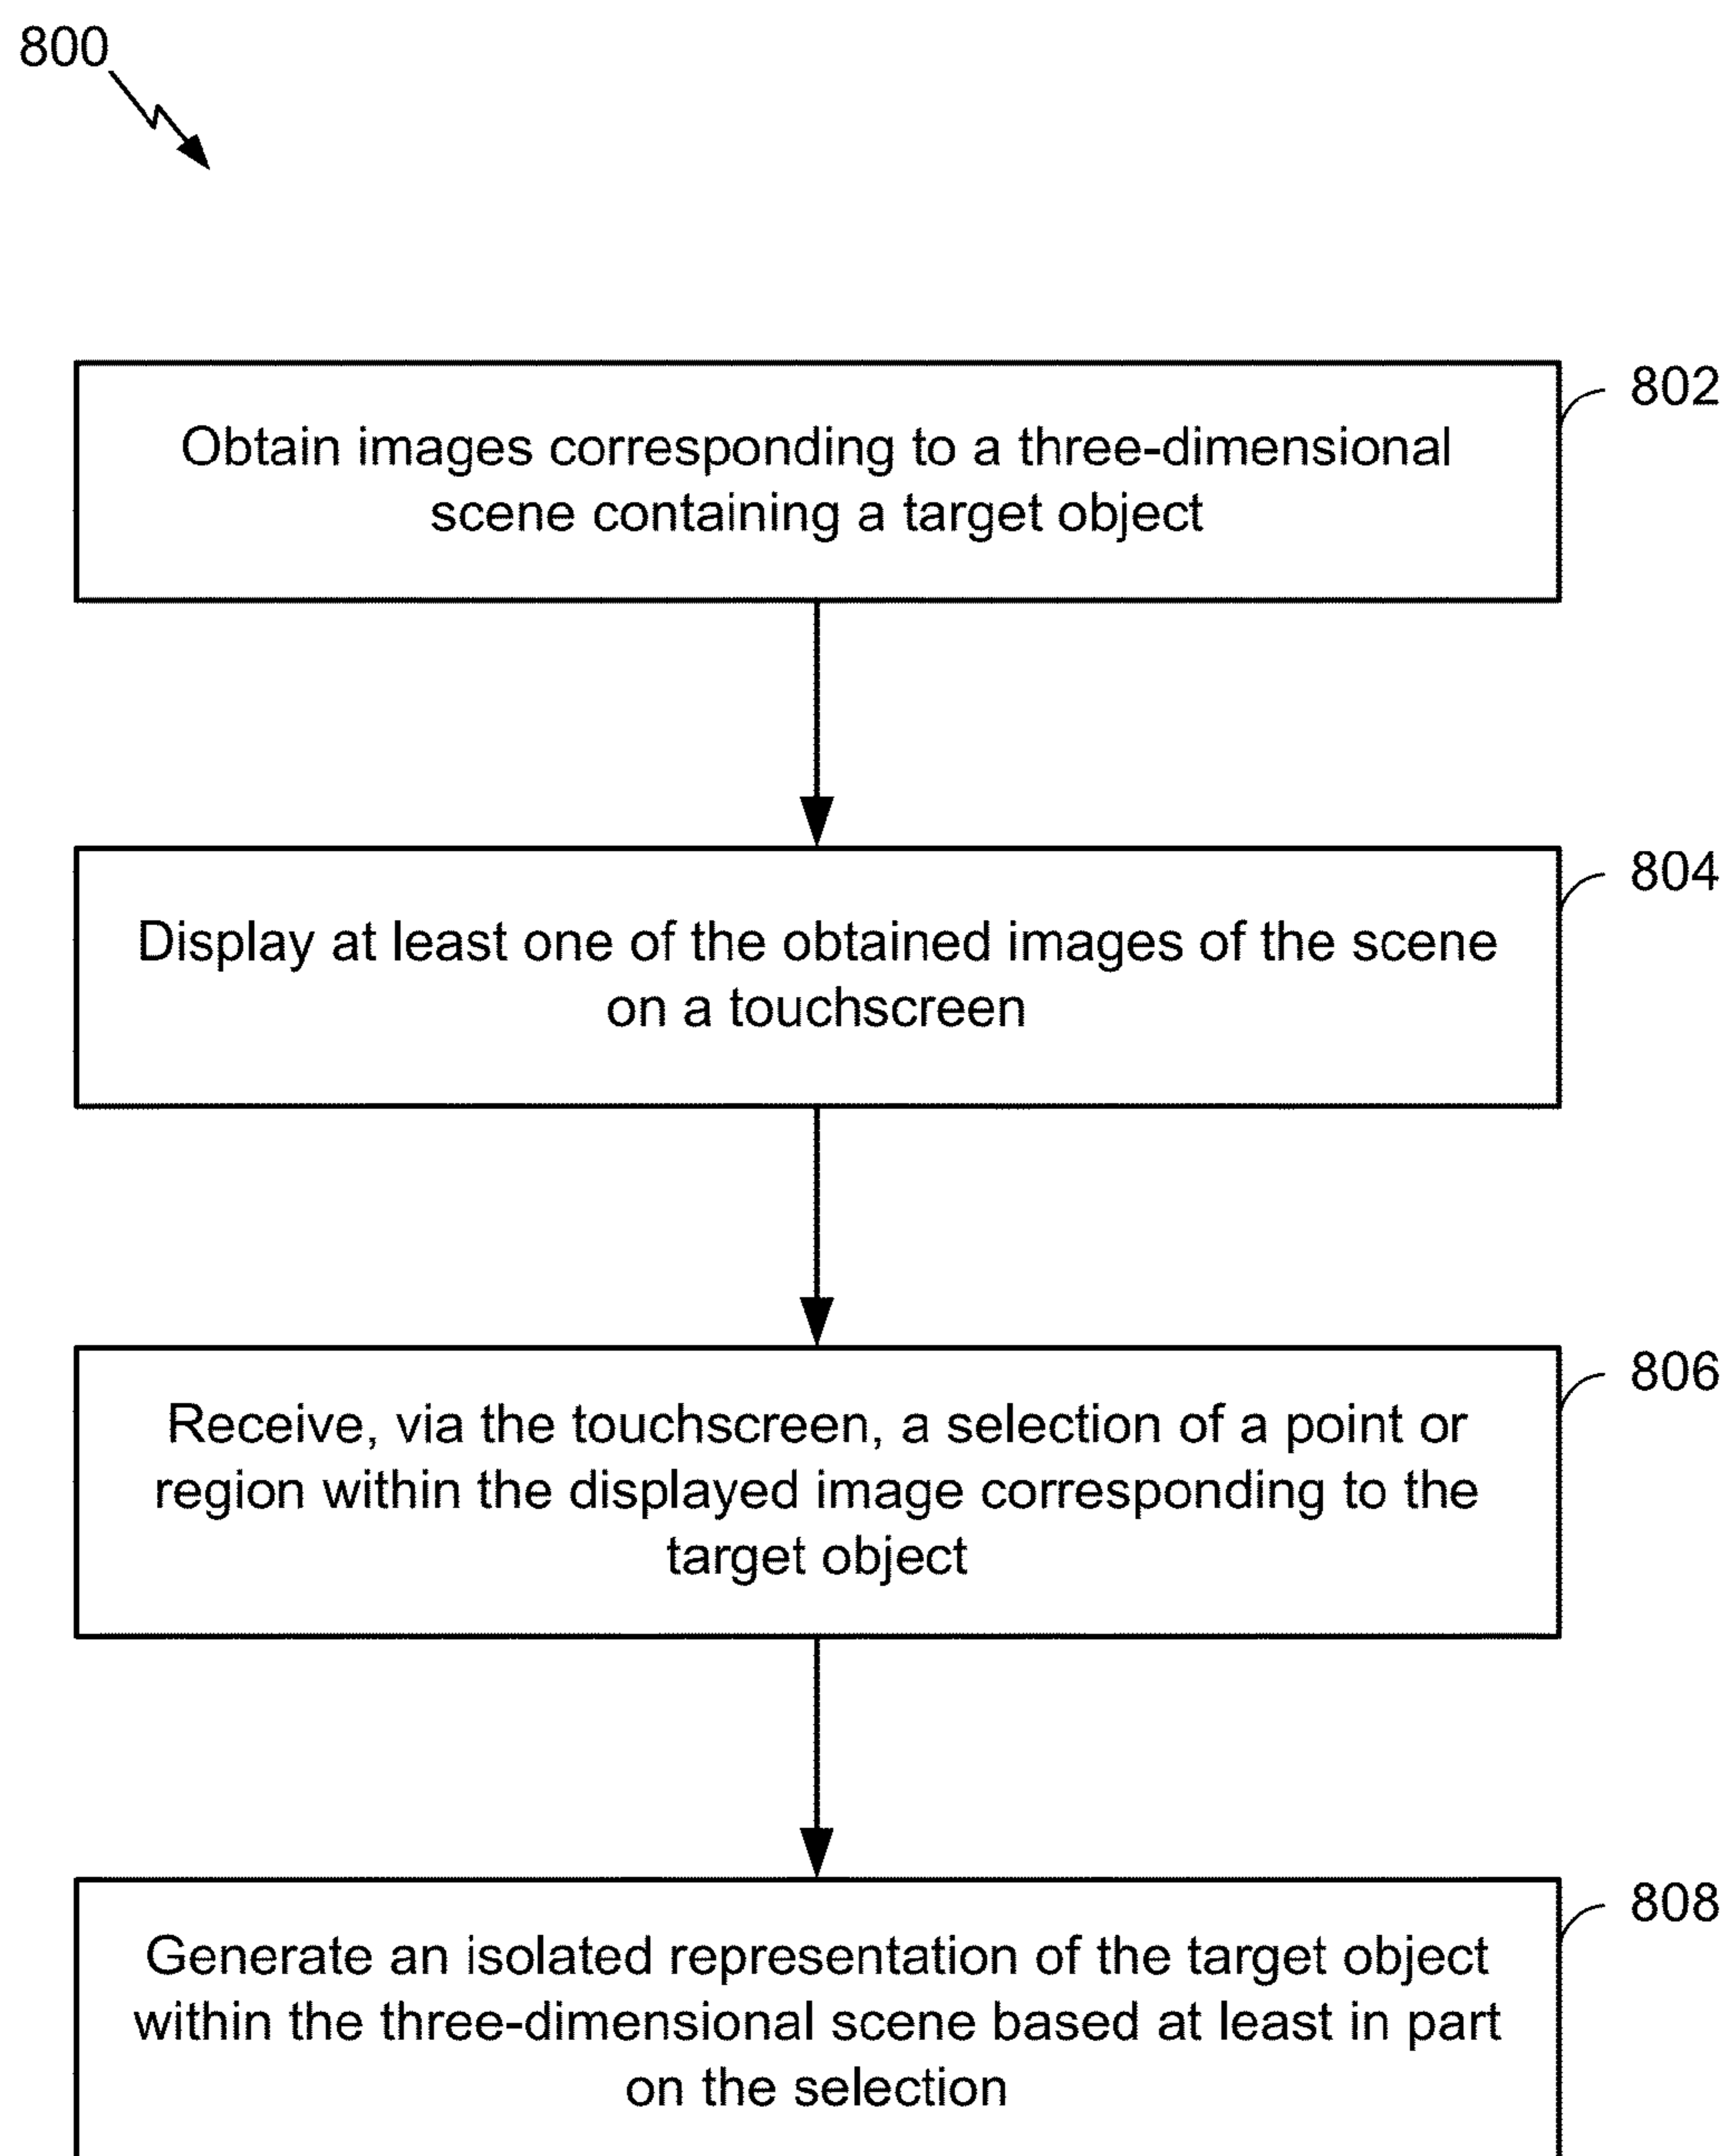 800
802
Obtain images corresponding to a three-dimensional
scene containing a target object
804
Display at least one of the obtained images of the scene
on a touchscreen
806
Receive, via the touchscreen, a selection of a point or
region within the displayed image corresponding to the
target object
808
Generate an isolated representation of the target object
within the three-dimensional scene based at least in part
on the selection